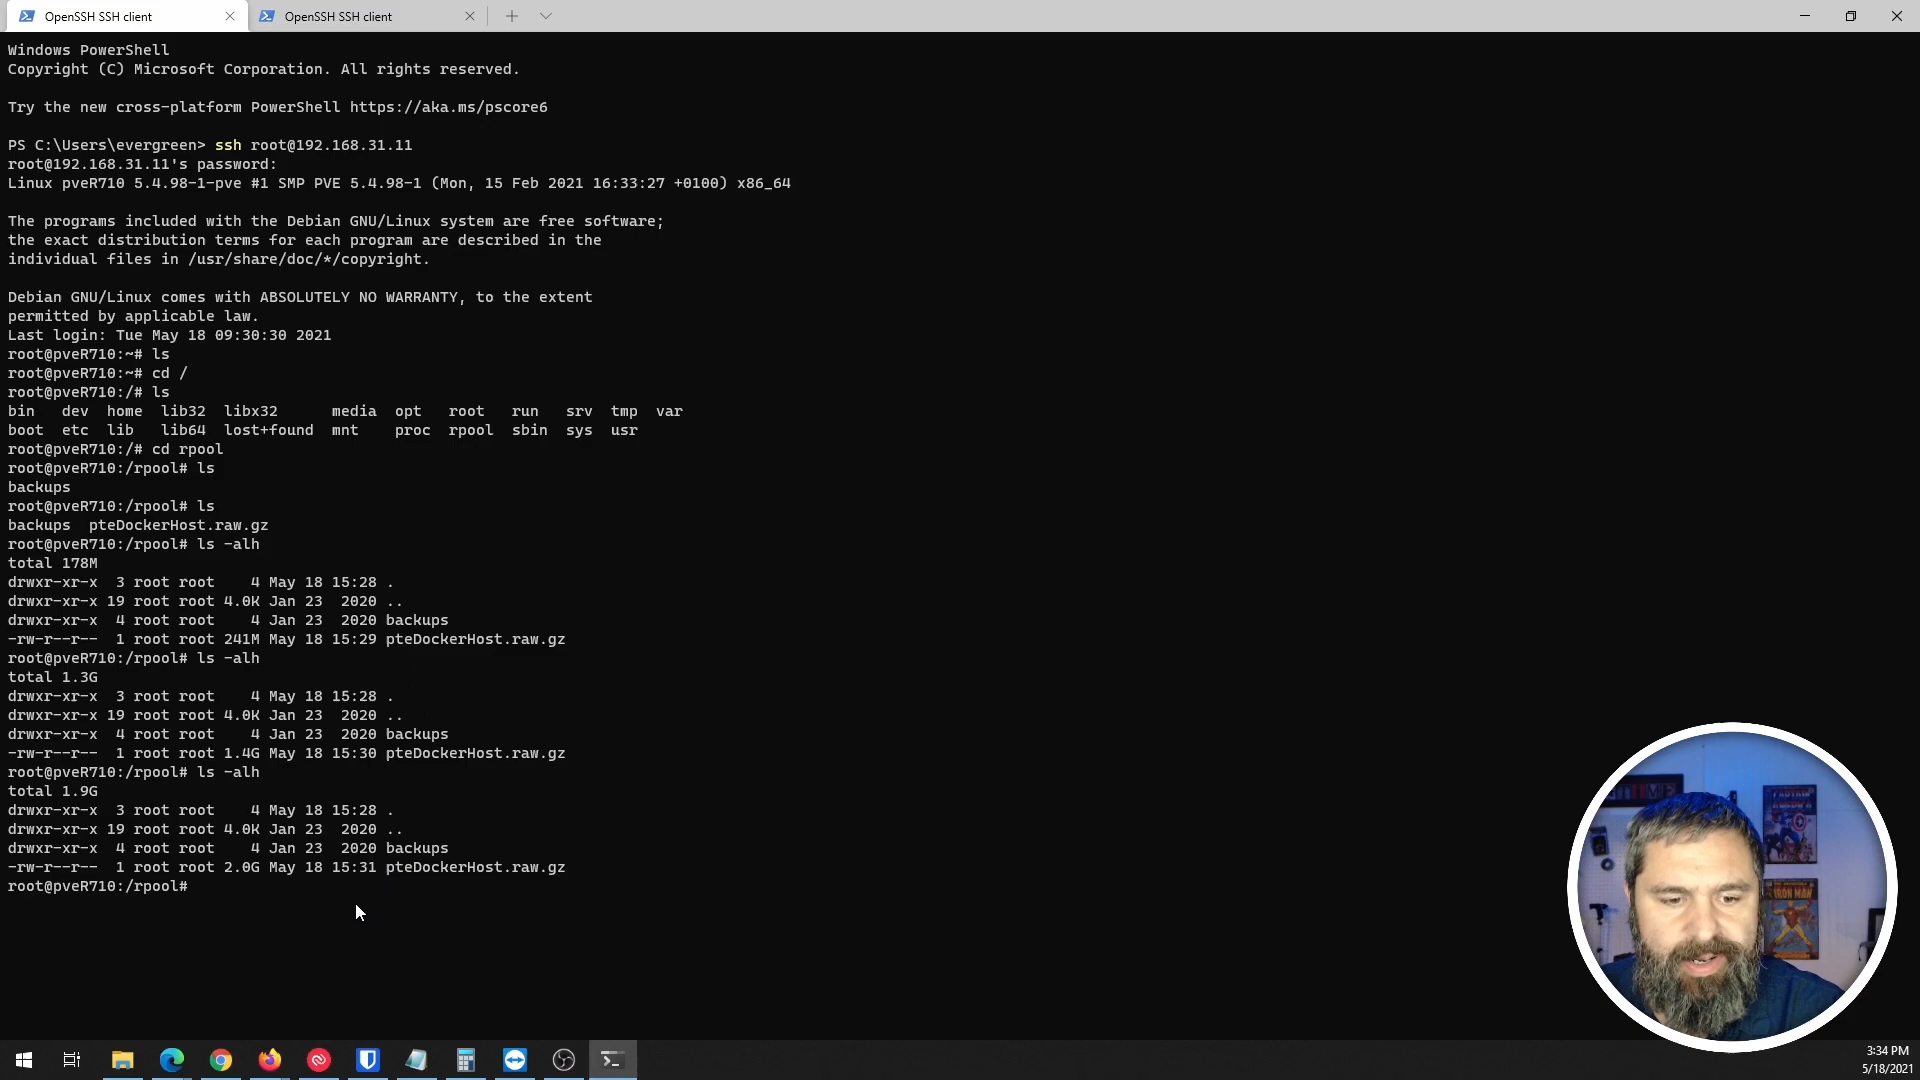 OpenSSH SSH client
OpenSSH SSH client
Windows PowerShell
Copyright (C) Microsoft Corporation. All rights reserved.
Try the new cross-platform PowerShell https://aka.ms/pscore6
PS C:\Users\evergreen> ssh root@192.168.31.11
root@192.168.31.11's password:
Linux pveR710 5.4.98-1-pve #1 SMP PVE 5.4.98-1 (Mon, 15 Feb 2021 16:33:27 +0100) x86_64
The programs included with the Debian GNU/Linux system are free software;
the exact distribution terms for each program are described in the
individual files in /usr/share/doc/*/copyright.
Debian GNU/Linux comes with ABSOLUTELY NO WARRANTY, to the extent
permitted by applicable law.
Last login: Tue May 18 09:30:30 2021
root@pveR710:~# ls
root@pveR710:~# cd /
root@pveR710:/# ls
bin   dev  home  lib32  libx32      media  opt   root   run   srv  tmp  var
boot  etc  lib   lib64  lost+found  mnt    proc  rpool  sbin  sys  usr
root@pveR710:/# cd rpool
root@pveR710:/rpool# ls
backups
root@pveR710:/rpool# ls
backups  pteDockerHost.raw.gz
root@pveR710:/rpool# ls -alh
total 178M
drwxr-xr-x  3 root root    4 May 18 15:28 .
drwxr-xr-x 19 root root 4.0K Jan 23  2020 ..
drwxr-xr-x  4 root root    4 Jan 23  2020 backups
-rw-r--r--  1 root root 241M May 18 15:29 pteDockerHost.raw.gz
root@pveR710:/rpool# ls -alh
total 1.3G
drwxr-xr-x  3 root root    4 May 18 15:28 .
drwxr-xr-x 19 root root 4.0K Jan 23  2020 ..
drwxr-xr-x  4 root root    4 Jan 23  2020 backups
-rw-r--r--  1 root root 1.4G May 18 15:30 pteDockerHost.raw.gz
root@pveR710:/rpool# ls -alh
total 1.9G
drwxr-xr-x  3 root root    4 May 18 15:28 .
drwxr-xr-x 19 root root 4.0K Jan 23  2020 ..
drwxr-xr-x  4 root root    4 Jan 23  2020 backups
-rw-r--r--  1 root root 2.0G May 18 15:31 pteDockerHost.raw.gz
root@pveR710:/rpool#
CAPTAIN AMERICA
IRON MAN
3:34 PM
5/18/2021